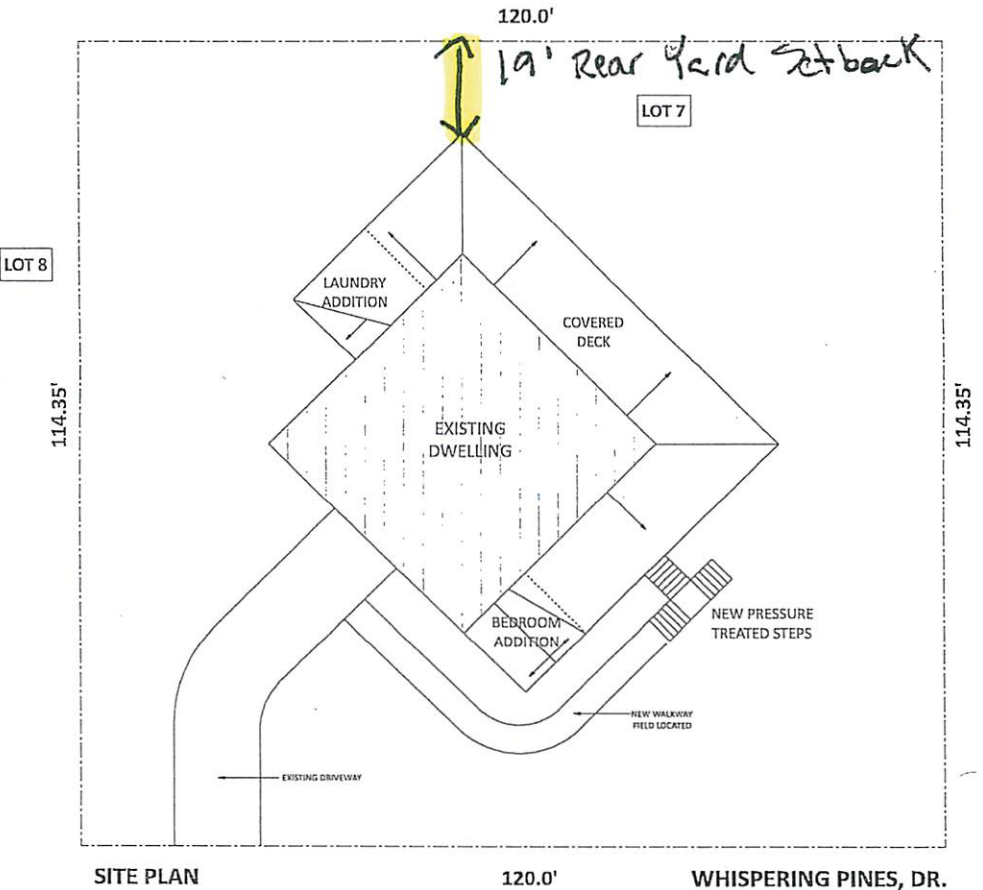 120.0'
19' Rear Yard Setback
LOT 7
LOT 8
LAUNDRY
ADDITION
COVERED
DECK
114.35'
114.35'
EXISTING
DWELLING
NEW PRESSURE
TREATED STEPS
BEDROOM
ADDITION
NEW WALKWAY
FIELD LOCATED
EXISTING DRIVEWAY
SITE PLAN
120.0'
WHISPERING PINES, DR.